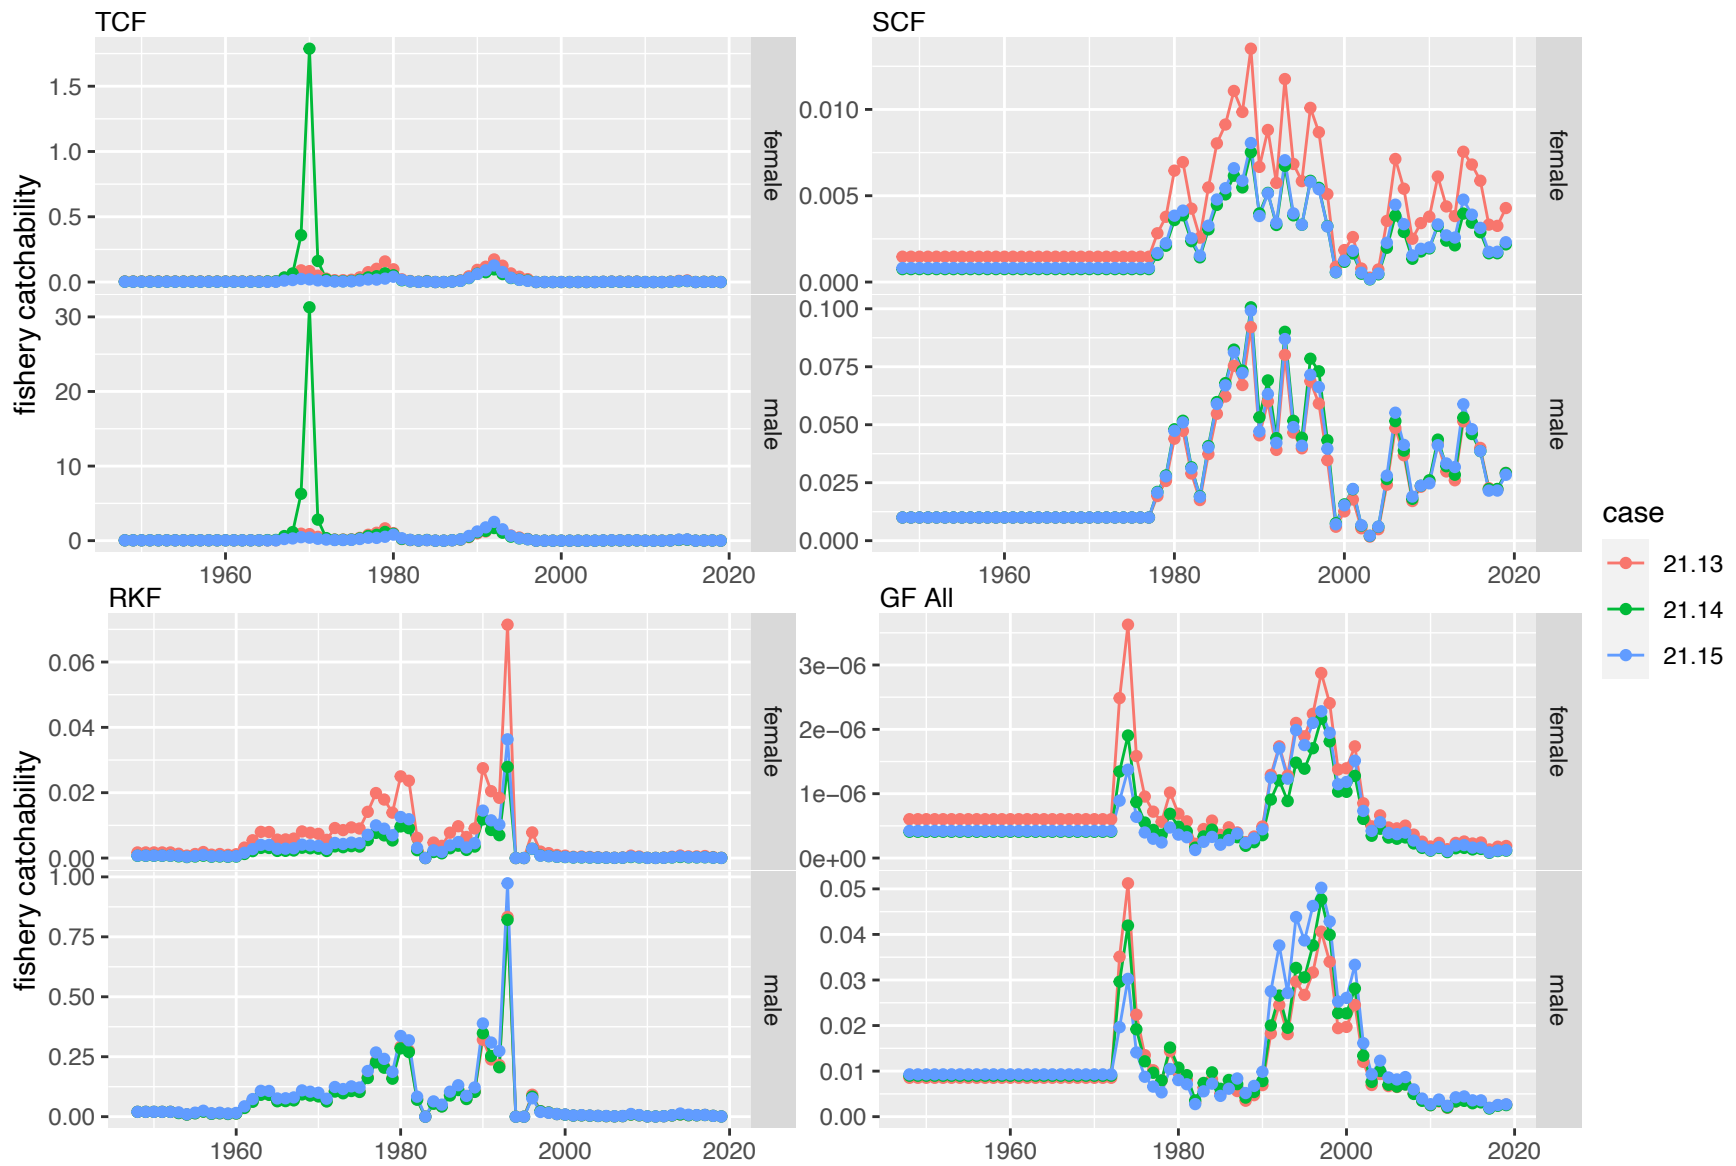 TCF
SCF
fishery catchability
1.5
1.0
0.5
0.0
female
0.010
0.005
0.000
female
30
20
10
0
male
0.100
0.075
0.050
0.025
0.000
male
1960
1980
2000
2020
1960
1980
2000
2020
case
21.13
21.14
21.15
RKF
GF All
fishery catchability
0.06
0.04
0.02
0.00
female
3e−06
2e−06
1e−06
0e+00
female
1.00
0.75
0.50
0.25
0.00
male
0.05
0.04
0.03
0.02
0.01
0.00
male
1960
1980
2000
2020
1960
1980
2000
2020